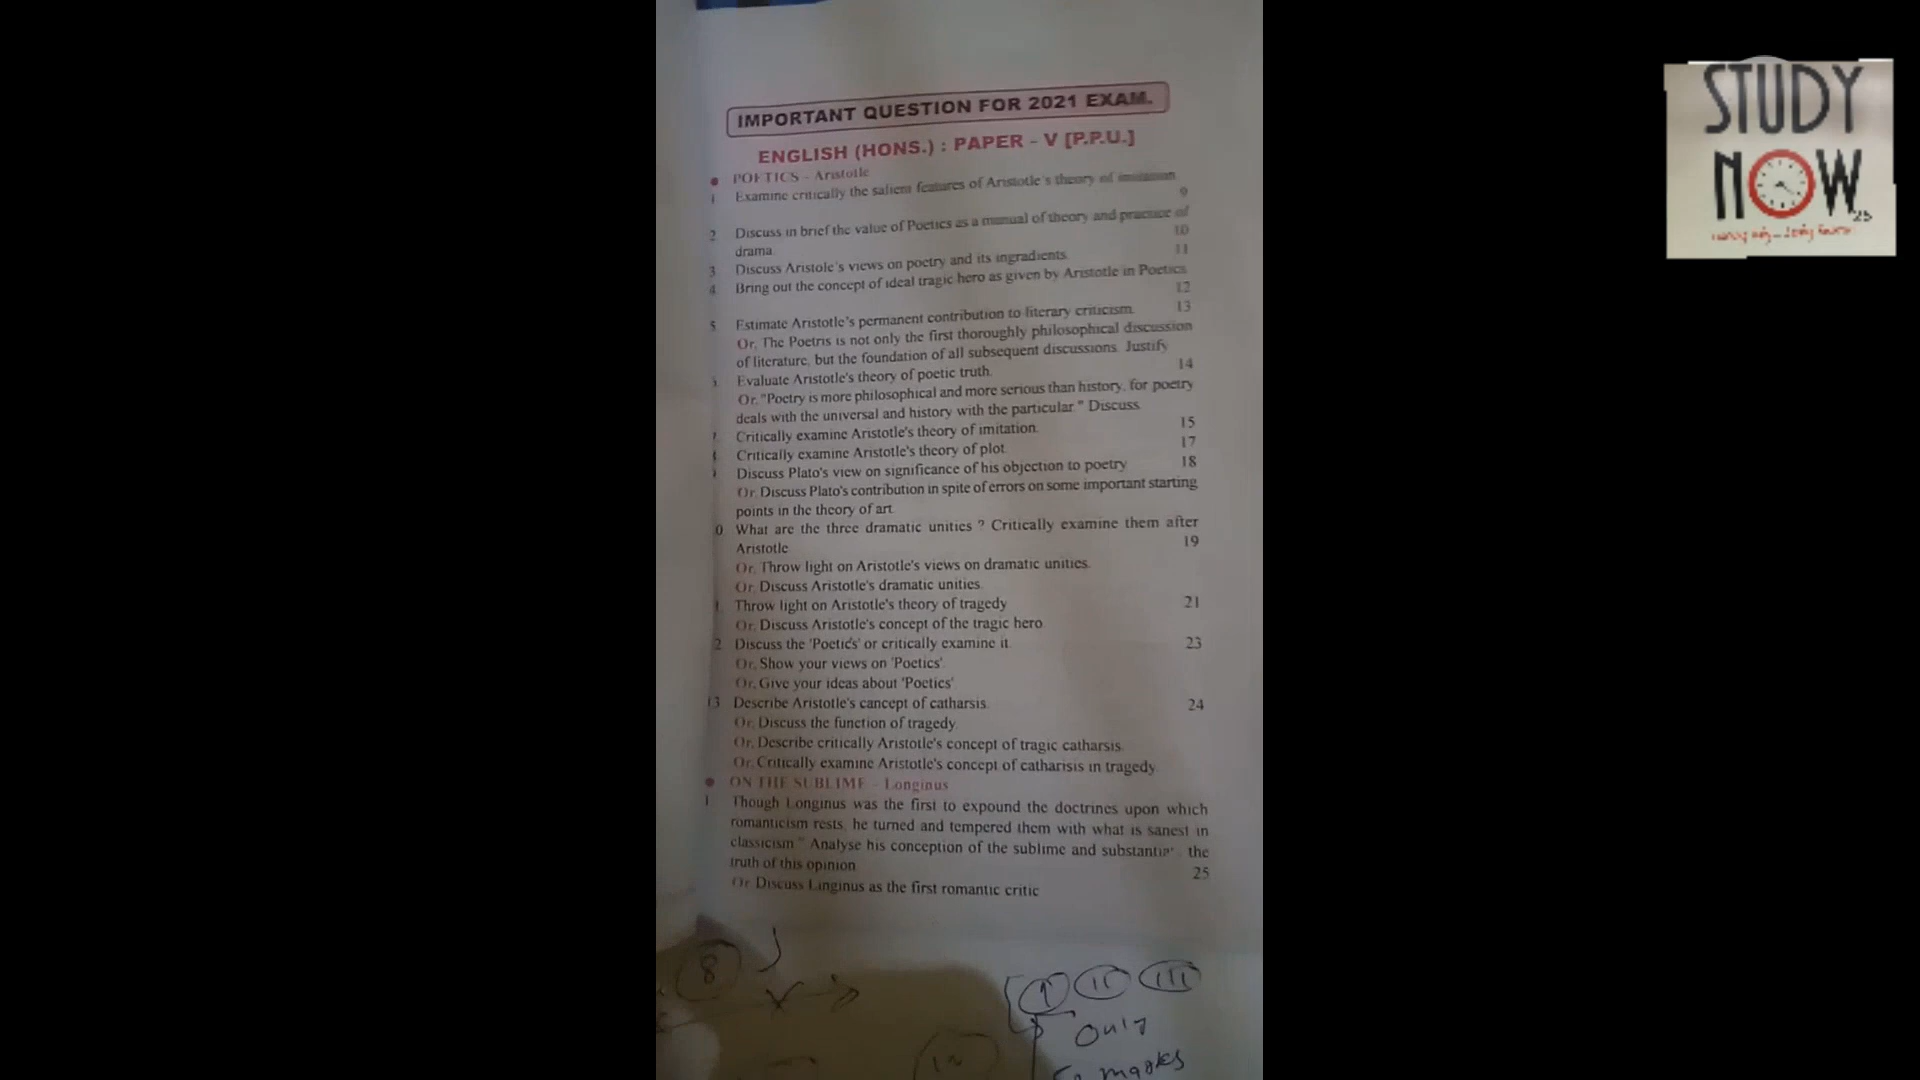 IMPORTANT QUESTION FOR 2021 EXAM.
ENGLISH (HONS.) : PAPER - V [P.P.U.]
● POETICS - Aristotle
1 Examine critically the salient features of Aristotle's theory of imitation
9
2 Discuss in brief the value of Poetics as a manual of theory and practice of
drama. 10
3 Discuss Aristole's views on poetry and its ingradients. 11
4 Bring out the concept of ideal tragic hero as given by Aristotle in Poetics
12
5 Estimate Aristotle's permanent contribution to literary criticism. 13
Or, The Poetris is not only the first thoroughly philosophical discussion
of literature, but the foundation of all subsequent discussions. Justify
Evaluate Aristotle's theory of poetic truth. 14
Or, "Poetry is more philosophical and more serious than history, for poetry
deals with the universal and history with the particular." Discuss
Critically examine Aristotle's theory of imitation. 15
Critically examine Aristotle's theory of plot. 17
Discuss Plato's view on significance of his objection to poetry 18
Or, Discuss Plato's contribution in spite of errors on some important starting
points in the theory of art.
0 What are the three dramatic unities ? Critically examine them after
Aristotle 19
Or, Throw light on Aristotle's views on dramatic unities.
Or, Discuss Aristotle's dramatic unities.
1. Throw light on Aristotle's theory of tragedy 21
Or, Discuss Aristotle's concept of the tragic hero
2 Discuss the 'Poetics' or critically examine it. 23
Or, Show your views on 'Poetics'.
Or, Give your ideas about 'Poetics'
13 Describe Aristotle's cancept of catharsis. 24
Or, Discuss the function of tragedy.
Or, Describe critically Aristotle's concept of tragic catharsis.
Or, Critically examine Aristotle's concept of catharisis in tragedy.
● ON THE SUBLIME - Longinus
1 Though Longinus was the first to expound the doctrines upon which
romanticism rests, he turned and tempered them with what is sanest in
classicism." Analyse his conception of the sublime and the
truth of this opinion 25
Or Discuss Linginus as the first romantic critic
8
I II III
Only
marks
STUDY
NOW
25